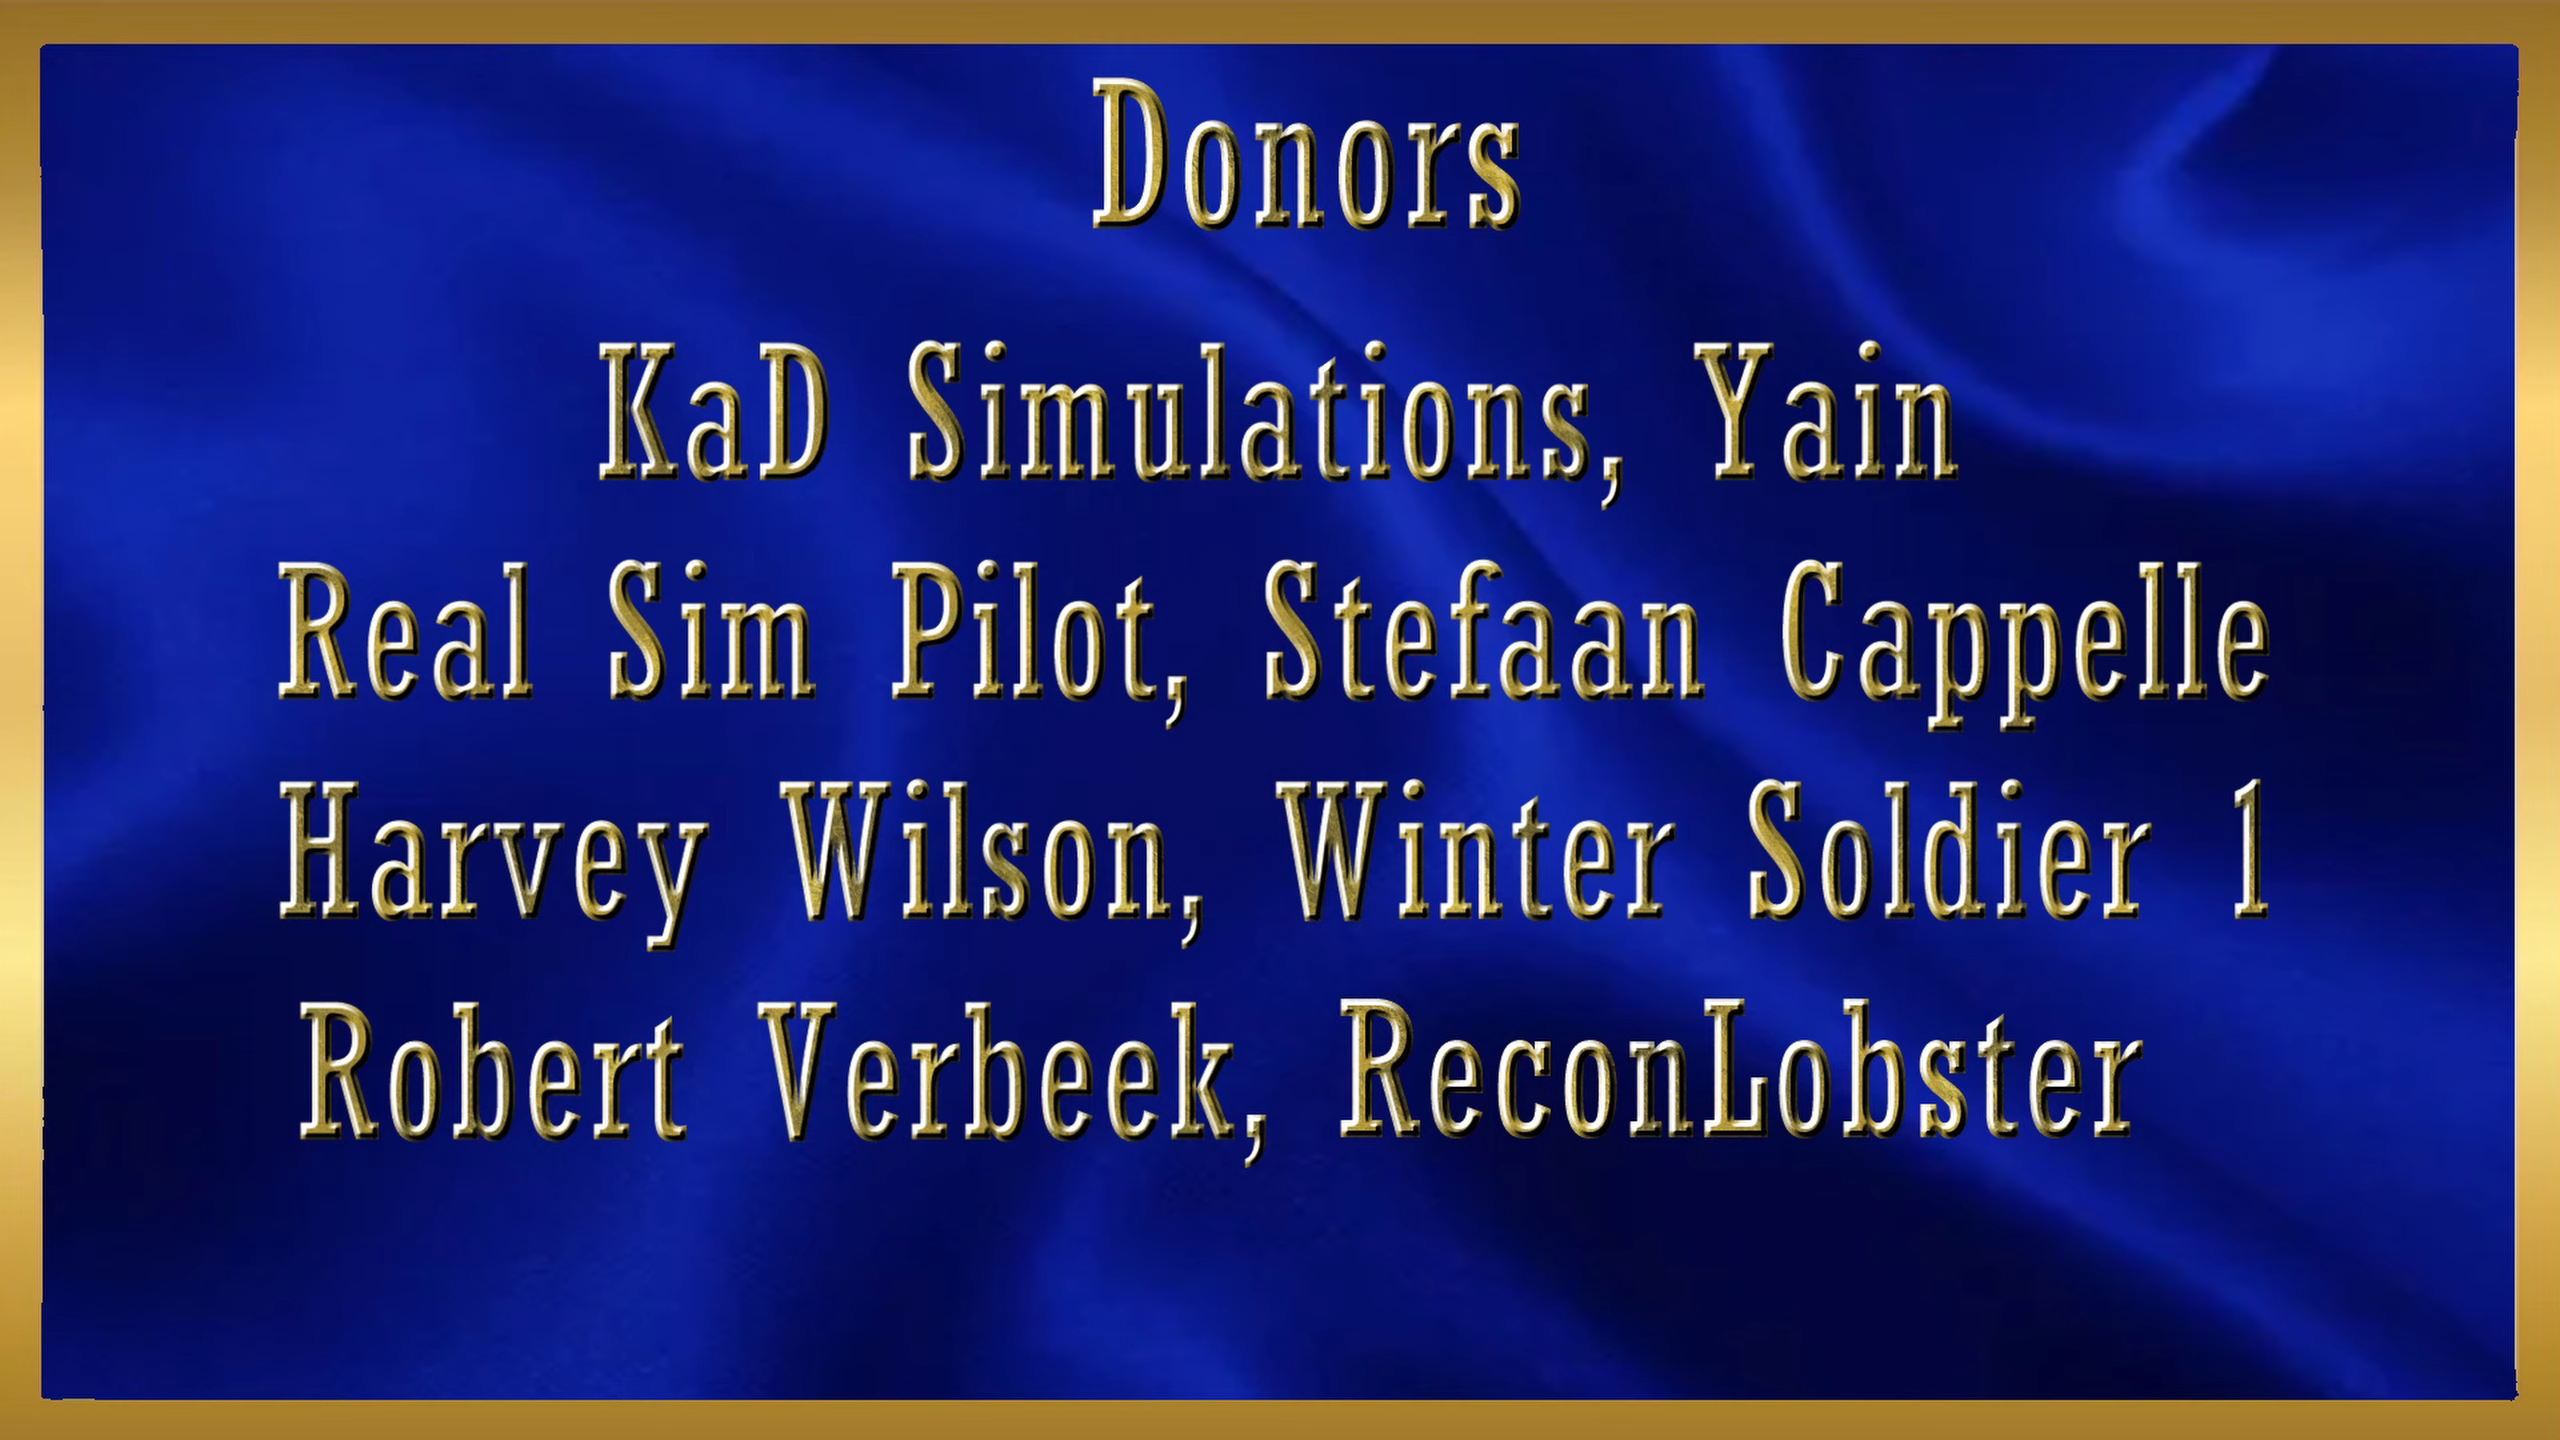 Donors
KaD Simulations, Yain
Real Sim Pilot, Stefaan Cappelle
Harvey Wilson, Winter Soldier 1
Robert Verbeek, ReconLobster